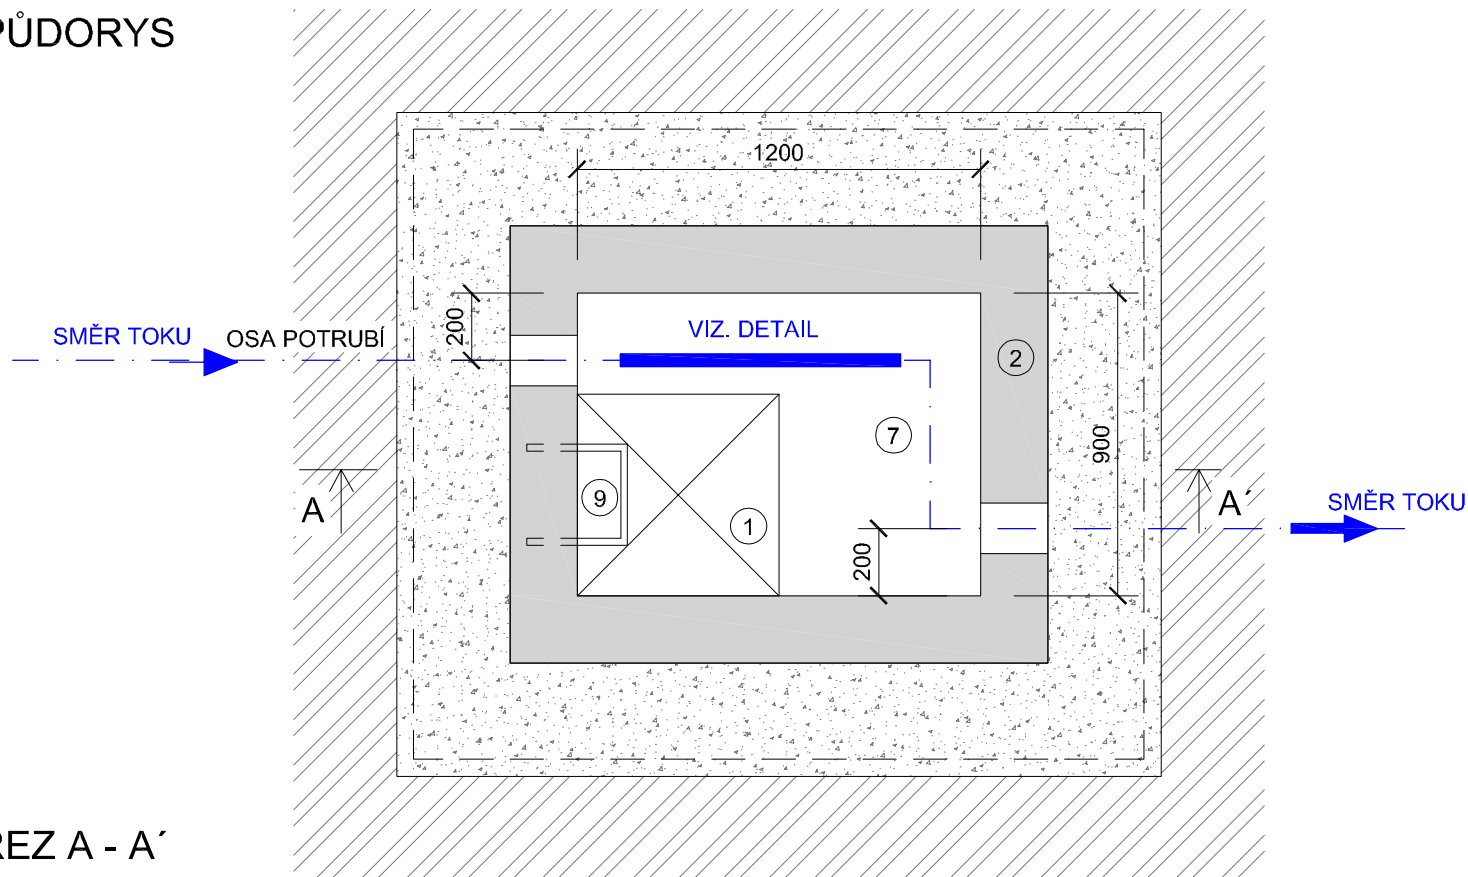 PŮDORYS
1200
SMĚR TOKU
OSA POTRUBÍ
200
VIZ. DETAIL
2
7
900
9
1
A
A´
SMĚR TOKU
200
ŘEZ A - A´